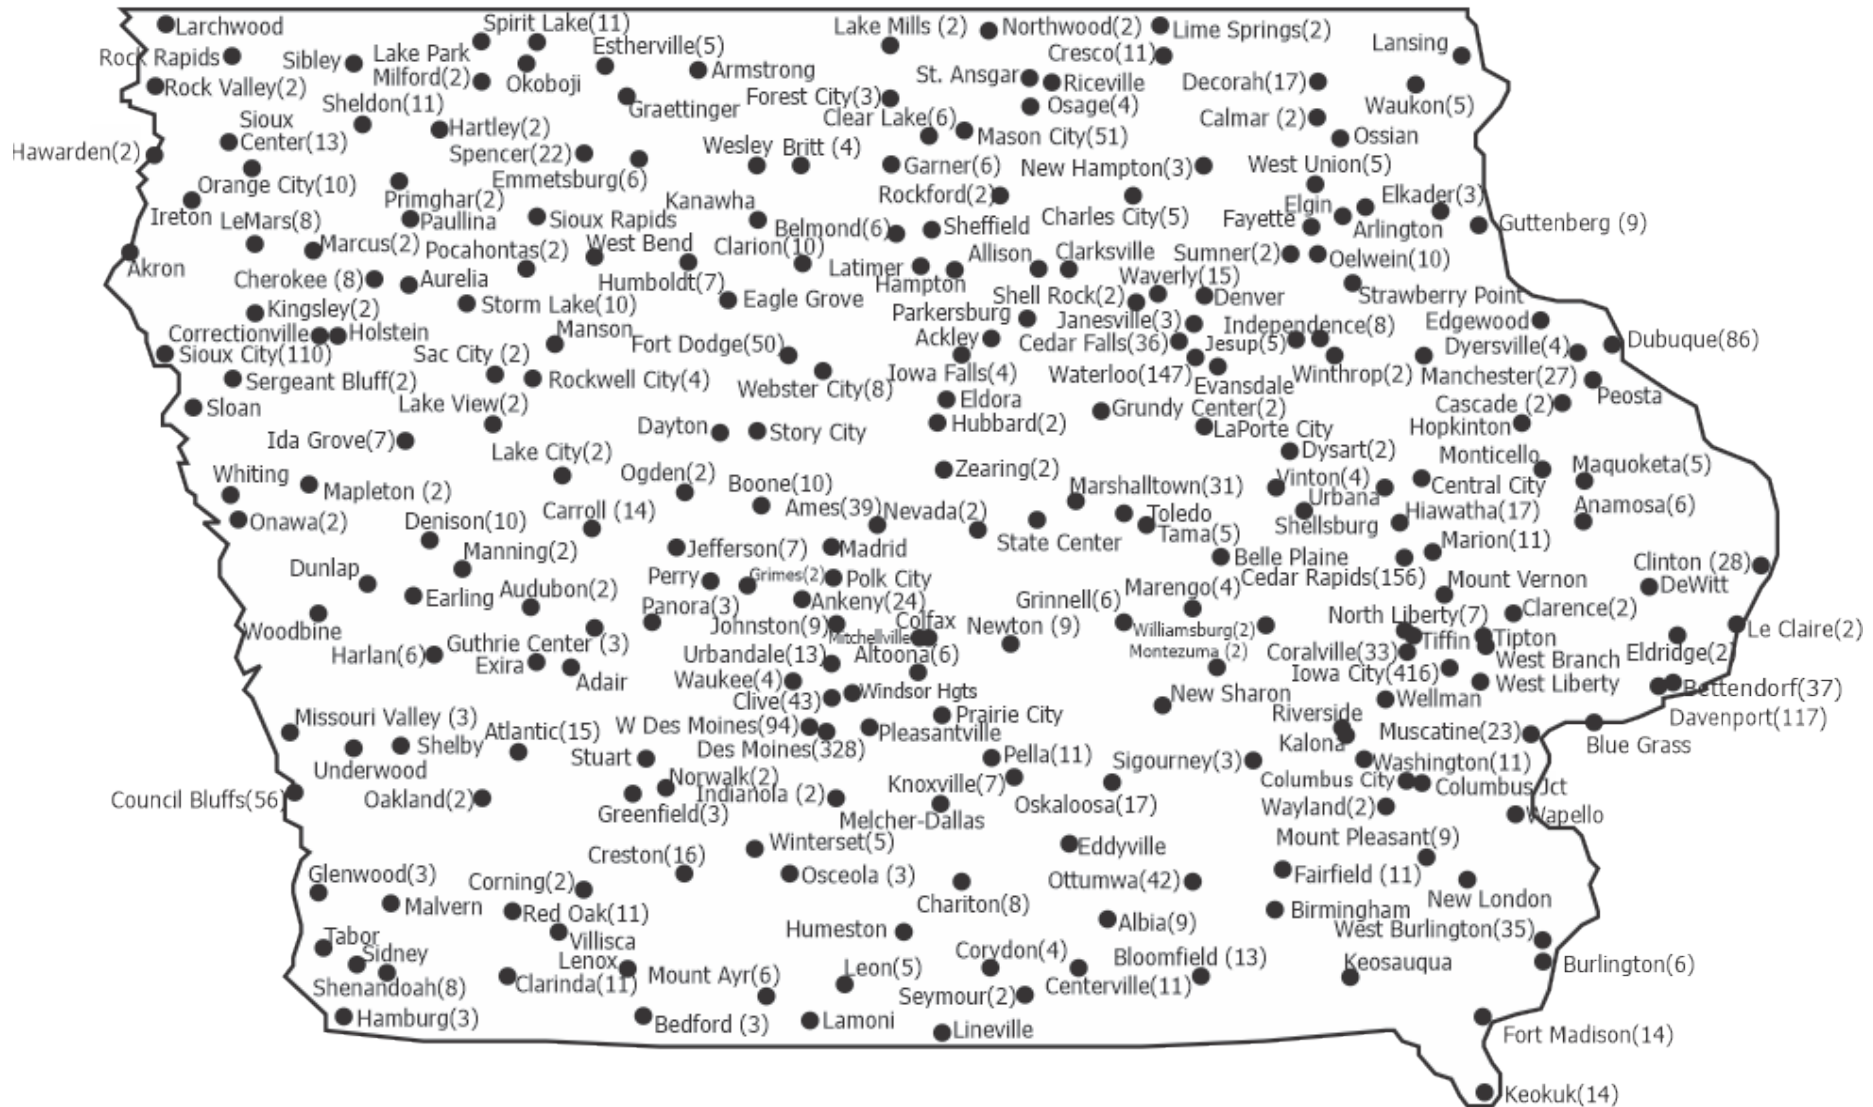 Larchwood
Spirit Lake(11)
Lake Mills (2)
Northwood(2)
Lime Springs(2)
Lansing
Rock Rapids
Sibley
Lake Park
Estherville(5)
Armstrong
Cresco(11)
St. Ansgar
Riceville
Decorah(17)
Rock Valley(2)
Milford(2)
Okoboji
Graettinger
Forest City(3)
Osage(4)
Waukon(5)
Sheldon(11)
Sioux
Center(13)
Hartley(2)
Clear Lake(6)
Mason City(51)
Calmar (2)
Ossian
Hawarden(2)
Spencer(22)
Emmetsburg(6)
Wesley
Britt (4)
Garner(6)
New Hampton(3)
West Union(5)
Orange City(10)
Primghar(2)
Kanawha
Rockford(2)
Elgin
Elkader(3)
Ireton
LeMars(8)
Paullina
Sioux Rapids
Belmond(6)
Sheffield
Charles City(5)
Fayette
Arlington
Guttenberg (9)
Marcus(2)
Pocahontas(2)
West Bend
Clarion(10)
Latimer
Allison
Clarksville
Sumner(2)
Oelwein(10)
Akron
Cherokee (8)
Aurelia
Humboldt(7)
Hampton
Waverly(15)
Kingsley(2)
Storm Lake(10)
Eagle Grove
Shell Rock(2)
Denver
Strawberry Point
Parkersburg
Janesville(3)
Independence(8)
Edgewood
Correctionville
Holstein
Manson
Fort Dodge(50)
Ackley
Cedar Falls(36)
Jesup(5)
Dyersville(4)
Dubuque(86)
Sioux City(110)
Sac City (2)
Sergeant Bluff(2)
Rockwell City(4)
Webster City(8)
Iowa Falls(4)
Waterloo(147)
Evansdale
Winthrop(2)
Manchester(27)
Peosta
Sloan
Lake View(2)
Eldora
Grundy Center(2)
Cascade (2)
Ida Grove(7)
Dayton
Story City
Hubbard(2)
LaPorte City
Hopkinton
Lake City(2)
Dysart(2)
Monticello
Whiting
Mapleton (2)
Ogden(2)
Boone(10)
Zearing(2)
Marshalltown(31)
Vinton(4)
Urbana
Central City
Maquoketa(5)
Onawa(2)
Denison(10)
Carroll (14)
Ames(39)
Nevada(2)
State Center
Toledo
Tama(5)
Shellsburg
Hiawatha(17)
Anamosa(6)
Manning(2)
Jefferson(7)
Madrid
Belle Plaine
Marion(11)
Dunlap
Earling
Audubon(2)
Perry
Grimes(2)
Polk City
Marengo(4)
Cedar Rapids(156)
Mount Vernon
Clinton (28)
DeWitt
Woodbine
Panora(3)
Ankeny(24)
Grinnell(6)
North Liberty(7)
Clarence(2)
Johnston(9)
Mitchellville
Colfax
Newton (9)
Williamsburg(2)
Tiffin
Tipton
Le Claire(2)
Harlan(6)
Guthrie Center (3)
Exira
Adair
Urbandale(13)
Altoona(6)
Montezuma (2)
Coralville(33)
West Branch
Eldridge(2)
Waukee(4)
Iowa City(416)
West Liberty
Clive(43)
Windsor Hgts
New Sharon
Wellman
Bettendorf(37)
Davenport(117)
Missouri Valley (3)
Atlantic(15)
W Des Moines(94)
Prairie City
Riverside
Shelby
Underwood
Stuart
Des Moines(328)
Pleasantville
Pella(11)
Sigourney(3)
Kalona
Muscatine(23)
Blue Grass
Washington(11)
Council Bluffs(56)
Oakland(2)
Norwalk(2)
Greenfield(3)
Indianola (2)
Knoxville(7)
Oskaloosa(17)
Columbus City
Columbus Jct
Melcher-Dallas
Wayland(2)
Wapello
Winterset(5)
Eddyville
Mount Pleasant(9)
Glenwood(3)
Corning(2)
Creston(16)
Osceola (3)
Chariton(8)
Ottumwa(42)
Fairfield (11)
New London
Malvern
Red Oak(11)
Villisca
Humeston
Albia(9)
Birmingham
West Burlington(35)
Tabor
Sidney
Lenox
Mount Ayr(6)
Leon(5)
Corydon(4)
Bloomfield (13)
Keosauqua
Burlington(6)
Shenandoah(8)
Clarinda(11)
Seymour(2)
Centerville(11)
Hamburg(3)
Bedford (3)
Lamoni
Lineville
Fort Madison(14)
Keokuk(14)